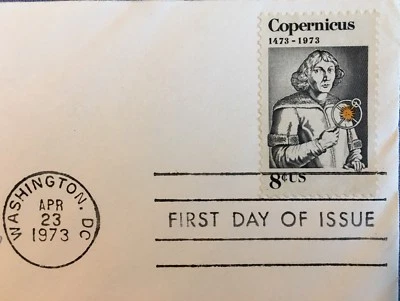 Copernicus
1473-1973
8¢US
WASHINGTON, DC
APR
23
1973
FIRST DAY OF ISSUE